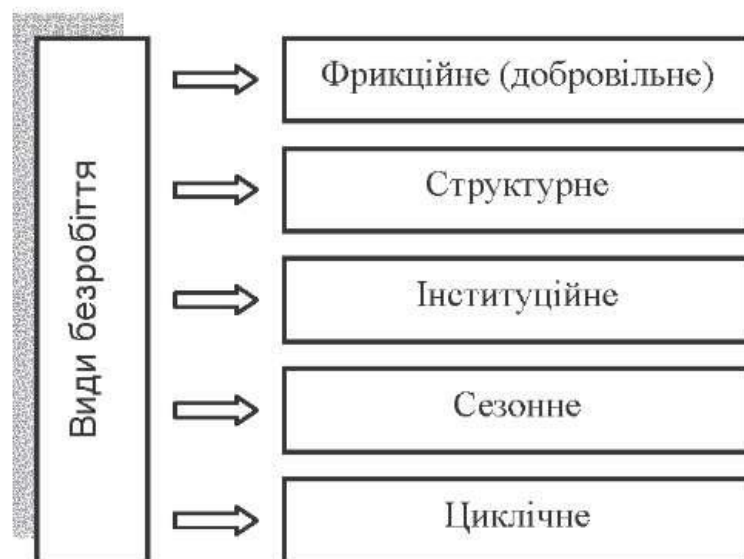 Види безробіття
Фрикційне (добровільне)
Структурне
Інституційне
Сезонне
Циклічне